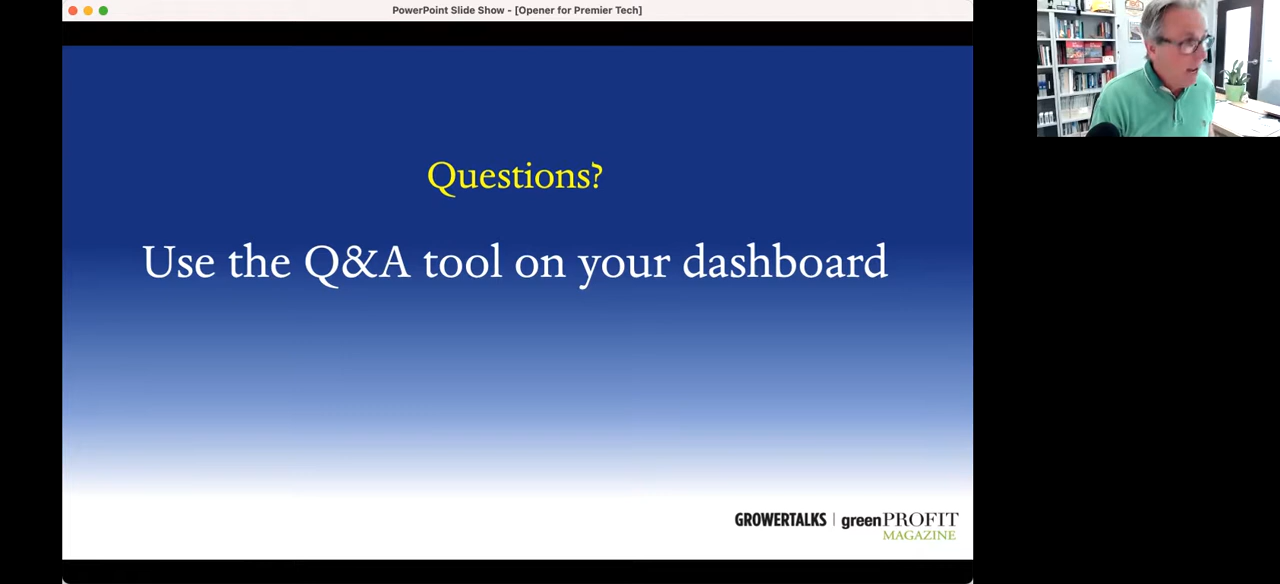 PowerPoint Slide Show - [Opener for Premier Tech]
Questions?
Use the Q&A tool on your dashboard
GROWERTALKS | greenPROFIT
MAGAZINE